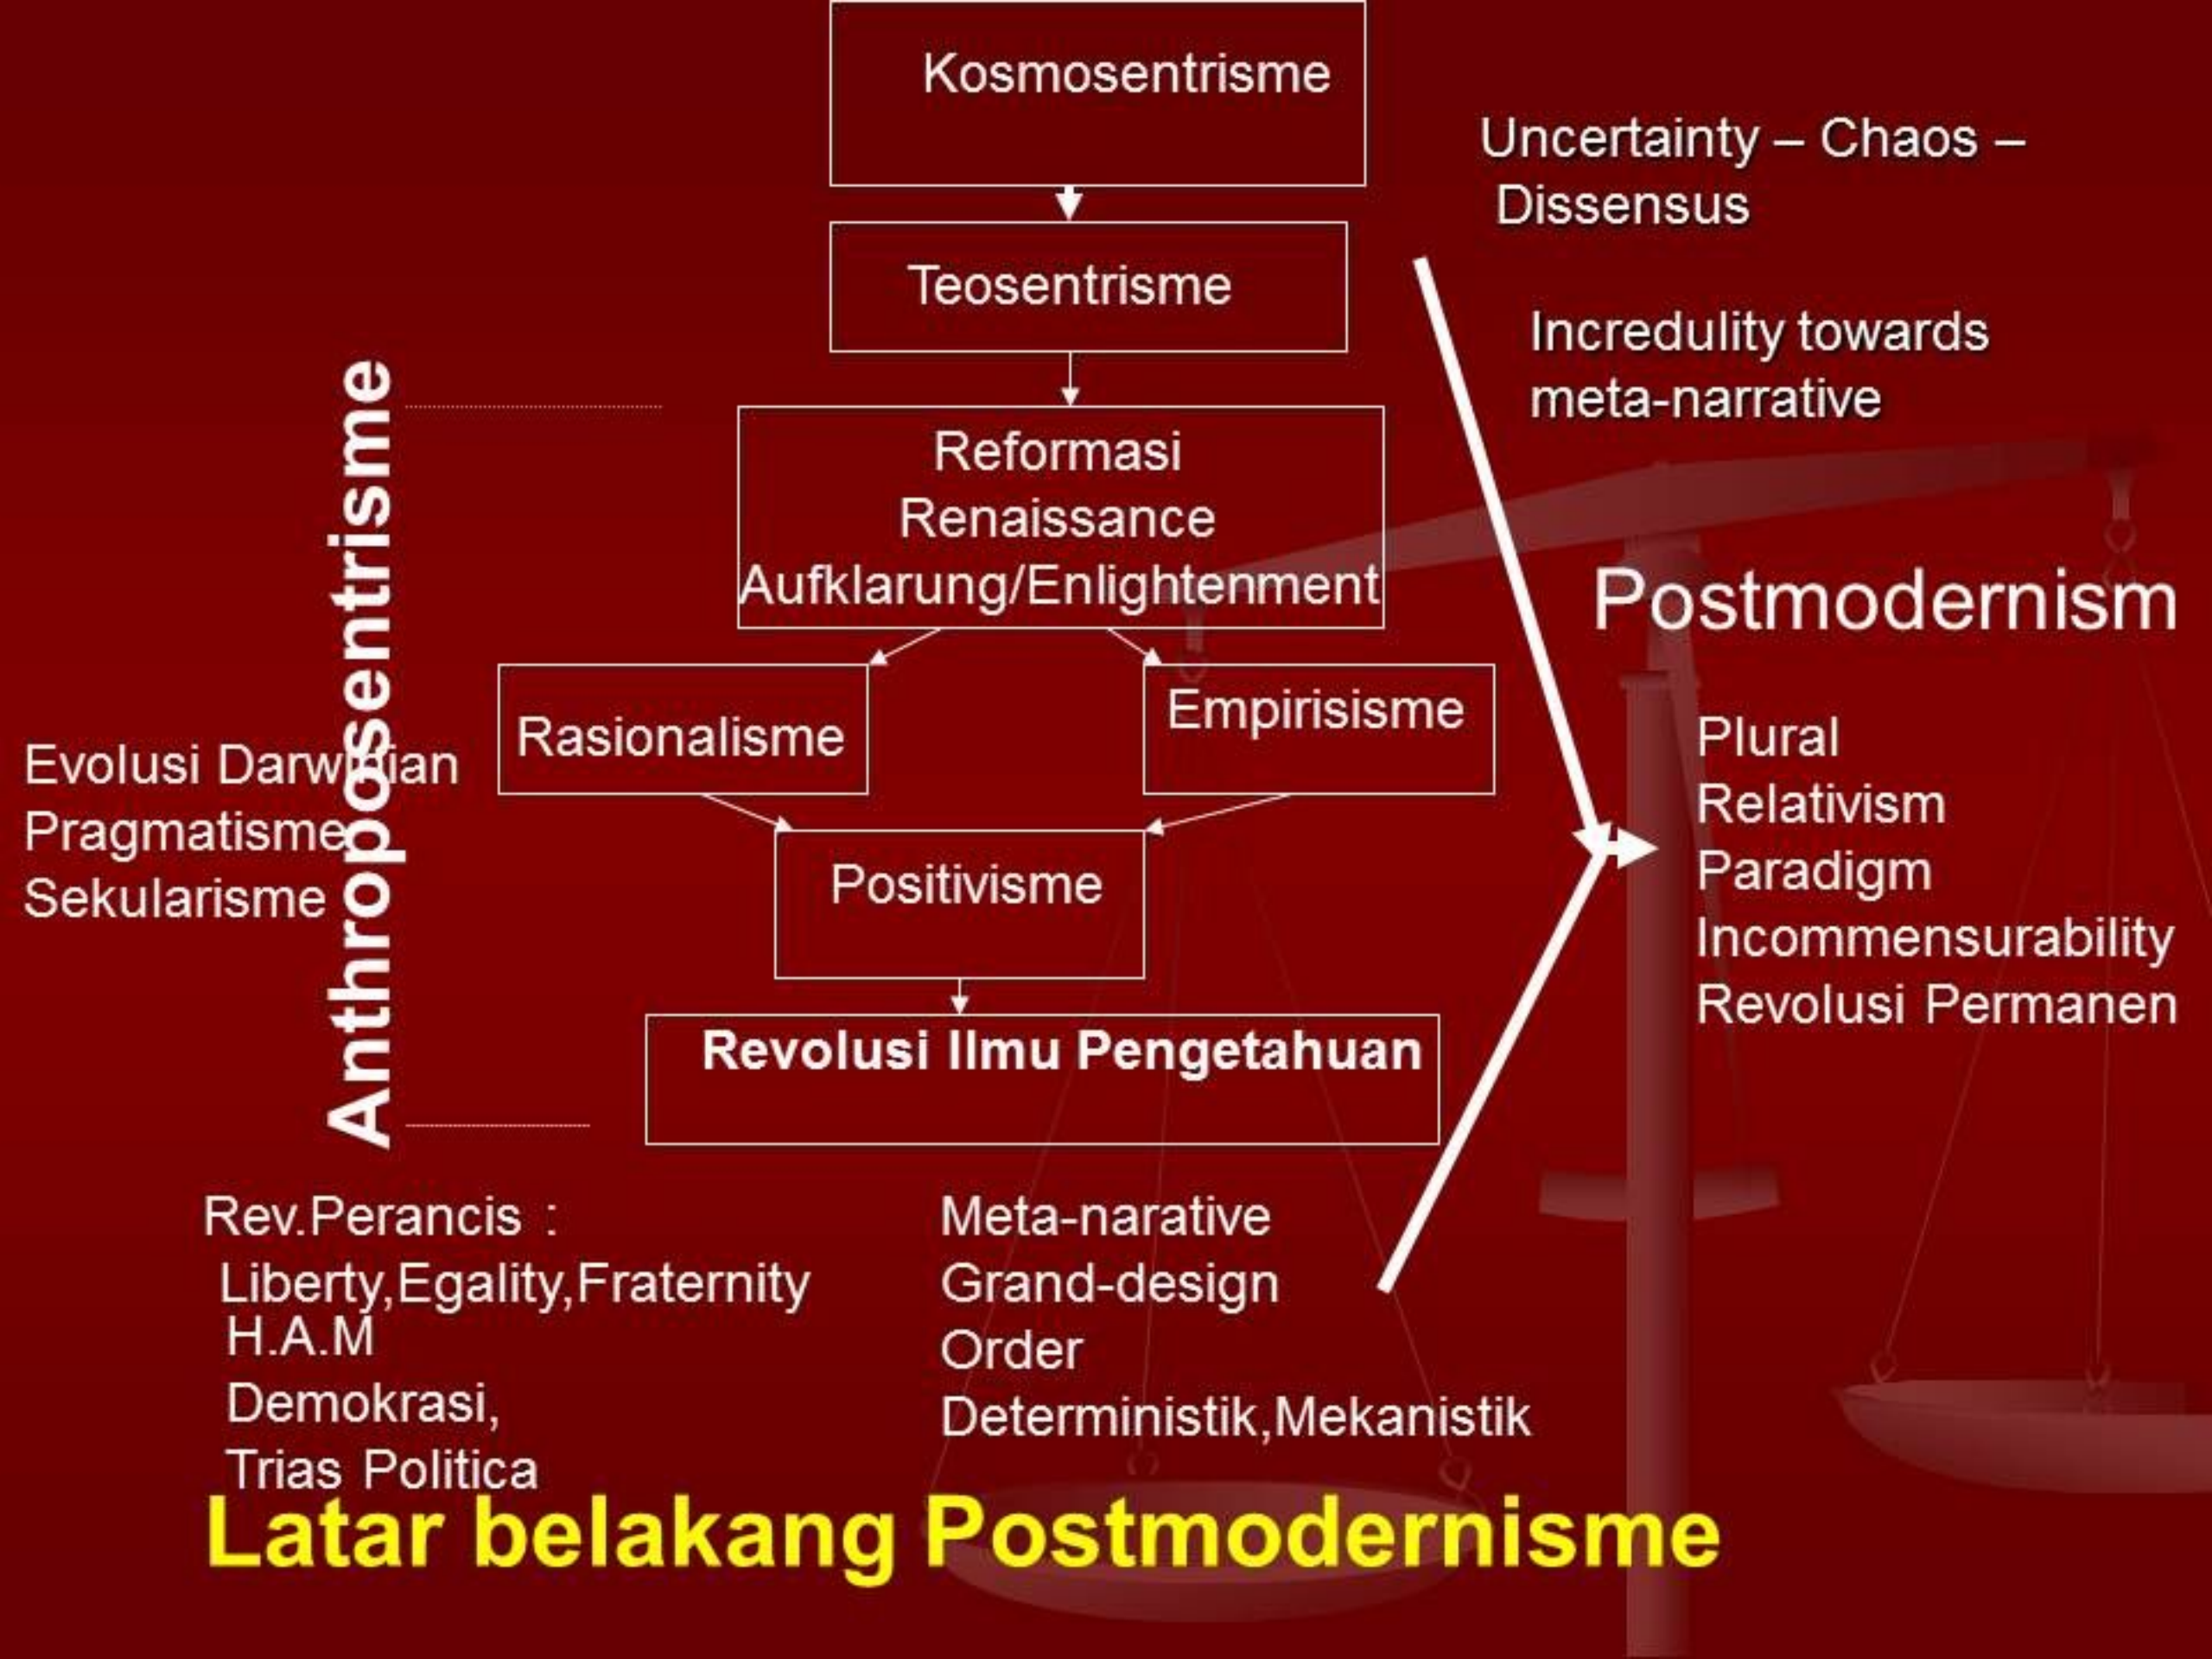 Kosmosentrisme
Teosentrisme
Reformasi
Renaissance
Aufklarung/Enlightenment
Rasionalisme
Empirisisme
Positivisme
Revolusi Ilmu Pengetahuan
Anthroposentrisme
Evolusi Darwinian
Pragmatisme
Sekularisme
Rev.Perancis :
Liberty,Egality,Fraternity
H.A.M
Demokrasi,
Trias Politica
Meta-narative
Grand-design
Order
Deterministik,Mekanistik
Uncertainty – Chaos –
Dissensus
Incredulity towards
meta-narrative
Postmodernism
Plural
Relativism
Paradigm
Incommensurability
Revolusi Permanen
Latar belakang Postmodernisme